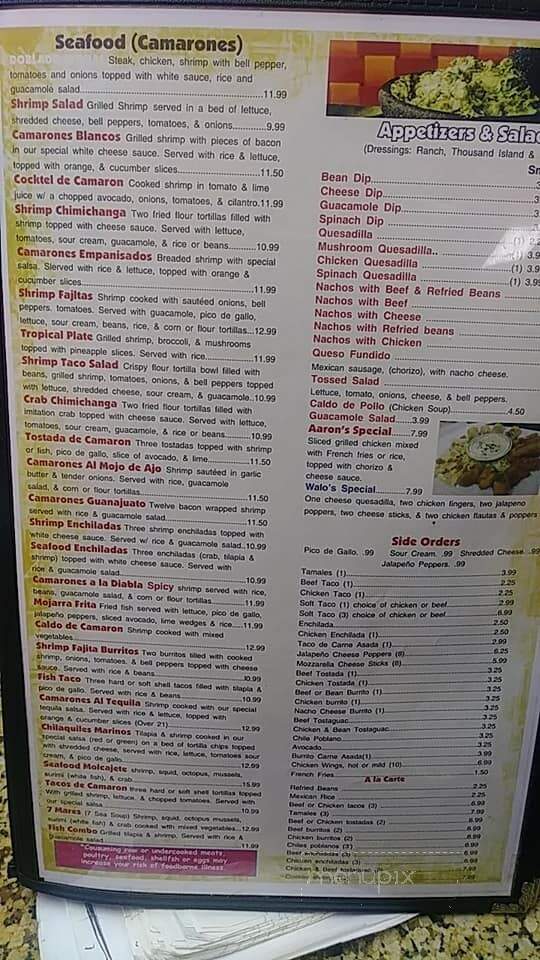 Seafood (Camarones)
Steak, chicken, shrimp with bell pepper,
tomatoes and onions topped with white sauce, rice and
guacamole salad...11.99
Shrimp Salad Grilled Shrimp served in a bed of lettuce,
shredded cheese, bell peppers, tomatoes, & onions...9.99
Camarones Blancos Grilled shrimp with pieces of bacon
in our special white cheese sauce. Served with rice & lettuce,
topped with orange, & cucumber slices...11.50
Cocktel de Camaron Cooked shrimp in tomato & lime
juice w/ a chopped avocado, onions, tomatoes, & cilantro.11.99
Shrimp Chimichanga Two fried flour tortillas filled with
shrimp topped with cheese sauce. Served with lettuce,
tomatoes, sour cream, guacamole, & rice or beans...10.99
Camarones Empanisados Breaded shrimp with special
salsa. Slerved with rice & lettuce, topped with orange &
cucumber slices...11.99
Shrimp Fajitas Shrimp cooked with sautéed onions, bell
peppers. tomatoes. Served with guacamole, pico de gallo,
lettuce, sour cream, beans, rice, & corn or flour tortillas...12.99
Tropical Plate Grilled shrimp, broccoli, & mushrooms
topped with pineapple slices. Served with rice...11.99
Shrimp Taco Salad Crispy flour tortilla bowl filled with
beans, grilled shrimp, tomatoes, onions, & bell peppers topped
with lettuce, shredded cheese, sour cream, & guacamole..10.99
Crab Chimichanga Two fried flour tortillas filled with
imitation crab topped with cheese sauce. Served with lettuce,
tomatoes, sour cream, guacamole, & rice or beans...10.99
Tostada de Camaron Three tostadas topped with shrimp
or fish, pico de gallo, slice of avocado, & lime...11.50
Camarones Al Mojo de Ajo Shrimp sautéed in garlic
butter & tender onions. Served with rice, guacamole
salad, & corn or flour tortillas...11.50
Camarones Guanajuato Twelve bacon wrapped shrimp
served with rice & guacamole salad...11.50
Shrimp Enchiladas Three shrimp enchiladas topped with
white cheese sauce. Served w/ rice & guacamole salad..10.99
Seafood Enchiladas Three enchiladas (crab, tilapia &
shrimp) topped with white cheese sauce. Served with
rice & guacamole salad...10.99
Camarones a la Diabla Spicy shrimp served with rice,
beans, guacamole salad, & corn or flour tortillas...11.99
Mojarra Frita Fried fish served with lettuce, pico de gallo,
jalapeño peppers, sliced avocado, lime wedges & rice...11.99
Caldo de Camaron Shrimp cooked with mixed
vegetables...12.99
Shrimp Fajita Burritos Two burritos filled with cooked
shrimp, onions, tomatoes, & bell peppers topped with cheese
sauce. Served with rice & beans...10.99
Fish Taco Three hard or soft shell tacos filled with tilapia &
pico de gallo. Served with rice & beans...10.99
Camarones Al Tequila Shrimp cooked with our special
tequila salsa. Served with rice & lettuce, topped with
orange & cucumber slices (Over 21)...12.99
Chilaquiles Marinos Tilapia & shrimp cooked in our
special salsa (red or green) on a bed of tortilla chips topped
with shredded cheese, served with rice, lettuce, tomatoes sour
cream, & pico de gallo...12.99
Seafood Molcajete shrimp, squid, octopus, mussels,
surimi (white fish), & crab...15.99
Tacos de Camaron three hard or soft shell tortillas topped
With grilled shrimp, lettuce, & chopped tomatoes. Served with
our special salsa...10.99
7 Mares (7 Sea Soup) Shrimp, squid, octopus, mussels,
surimi (white fish) & crab cooked with mixed vegetables...12.99
Fish Combo Grilled tilapia & shrimp, Served with rice &
guacamole salad...11.99
"Cousuming raw or undercooked meats,
poultry, seafood, shellfish or eggs may
increase your risk of foodborne illness
Appetizers & Salad
(Dressings: Ranch, Thousand Island &
Sm
Bean Dip...3.
Cheese Dip...3.
Guacamole Dip...3.
Spinach Dip...3.
Quesadilla...(1) 2.2
Mushroom Quesadilla...(1) 3.9
Chicken Quesadilla...(1) 3.9
Spinach Quesadilla...(1) 3.99
Nachos with Beef & Refried Beans
Nachos with Beef
Nachos with Cheese
Nachos with Refried beans
Nachos with Chicken
Queso Fundido
Mexican sausage, (chorizo), with nacho cheese.
Tossed Salad
Lettuce, tomato, onions, cheese, & bell peppers.
Caldo de Pollo (Chicken Soup)...4.50
Guacamole Salad...3.99
Aaron's Special...7.99
Sliced grilled chicken mixed
with French fries or rice,
topped with chorizo &
cheese sauce.
Walo's Special...7.99
One cheese quesadilla, two chicken fingers, two jalapeno
poppers, two cheese sticks, & two chicken flautas & poppers
Side Orders
Pico de Gallo. .99 Sour Cream. .99 Shredded Cheese. .99
Jalapeño Peppers. .99
Tamales (1)...3.99
Beef Taco (1)...2.25
Chicken Taco (1)...2.25
Soft Taco (1) choice of chicken or beef...2.99
Soft Taco (3) choice of chicken or beef...6.99
Enchilada...2.50
Chicken Enchilada (1)...2.50
Taco de Carne Asada (1)...2.99
Jalapeño Cheese Poppers (8)...6.25
Mozzarella Cheese Sticks (8)...5.99
Beef Tostada (1)...3.25
Chicken Tostada (1)...3.25
Beef or Bean Burrito (1)...3.25
Chicken burrito (1)...3.25
Nacho Cheese Burrito (1)...3.25
Beef Tostaguac...3.25
Chicken & Bean Tostaguac...3.25
Chile Poblano...3.25
Avocado...3.25
Burrito Carne Asada(1)...3.99
Chicken Wings, hot or mild (10)...6.99
French Fries...1.50
A la Carte
Refried Beans...2.25
Mexican Rice...2.25
Beef or Chicken tacos (3)...6.99
Tamales (3)...7.99
Beef or Chicken tostadas (2)...6.99
Beef burritos (2)...6.99
Chicken burritos (2)...6.99
Chiles poblanos (3)...6.99
Beef enchiladas (3)...6.99
Chicken enchiladas (3)...6.99
Chicken & Beef...7.99
menupix